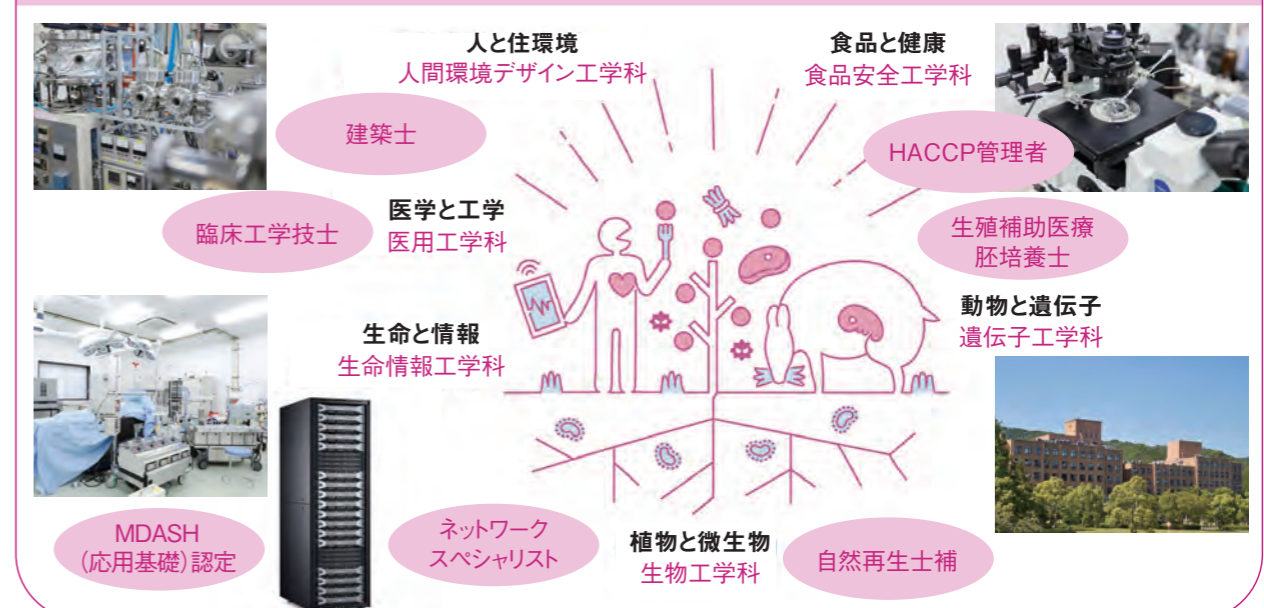 人と住環境
人間環境デザイン工学科
食品と健康
食品安全工学科
建築士
HACCP管理者
医学と工学
医用工学科
臨床工学技士
生殖補助医療
胚培養士
動物と遺伝子
遺伝子工学科
生命と情報
生命情報工学科
MDASH
(応用基礎)認定
ネットワーク
スペシャリスト
植物と微生物
生物工学科
自然再生士補